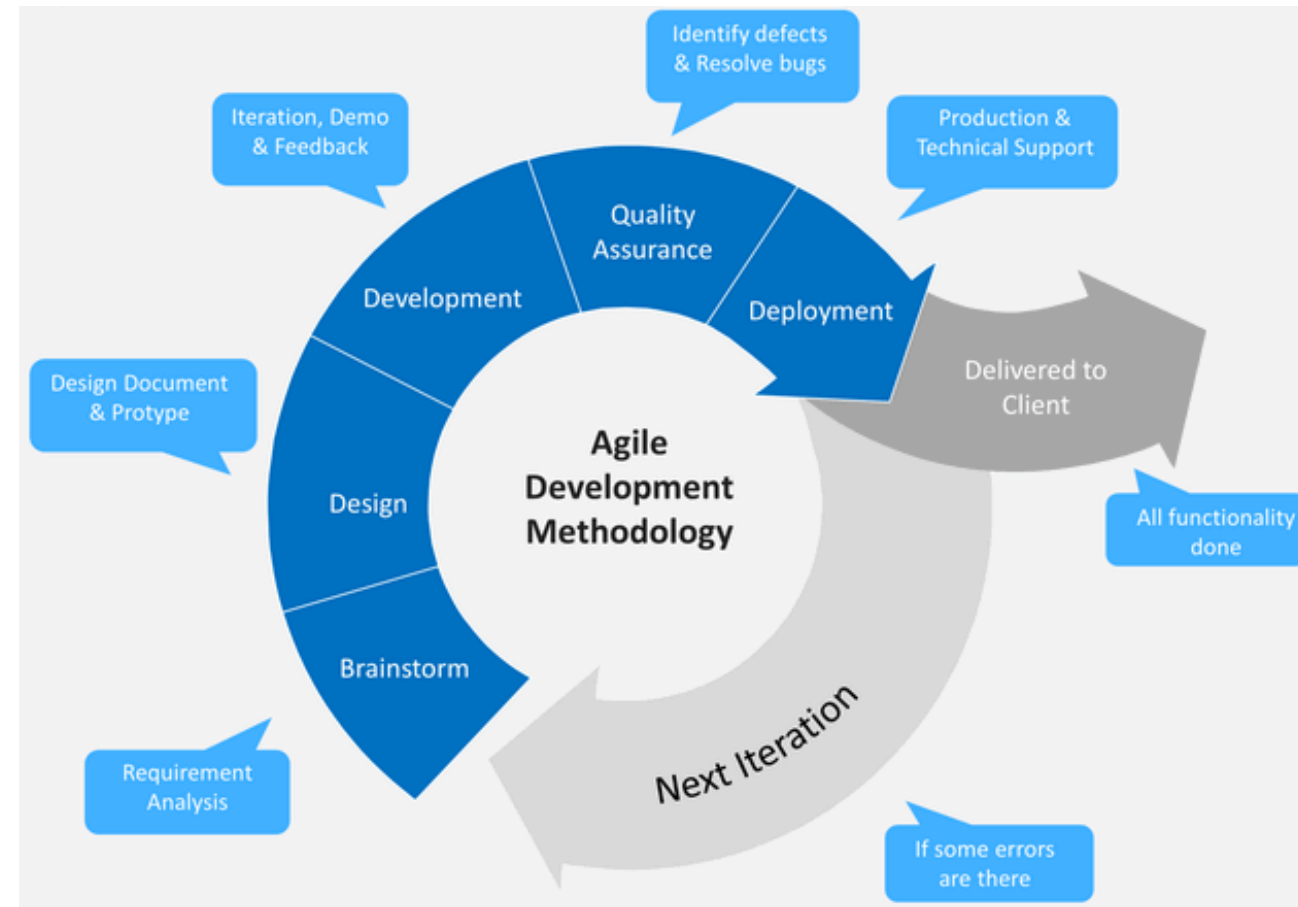 Identify defects
& Resolve bugs
Iteration, Demo
& Feedback
Production &
Technical Support
Quality
Assurance
Development
Deployment
Delivered to
Client
Design Document
& Protype
Agile
Development
Methodology
Design
All functionality
done
Brainstorm
Next Iteration
Requirement
Analysis
If some errors
are there